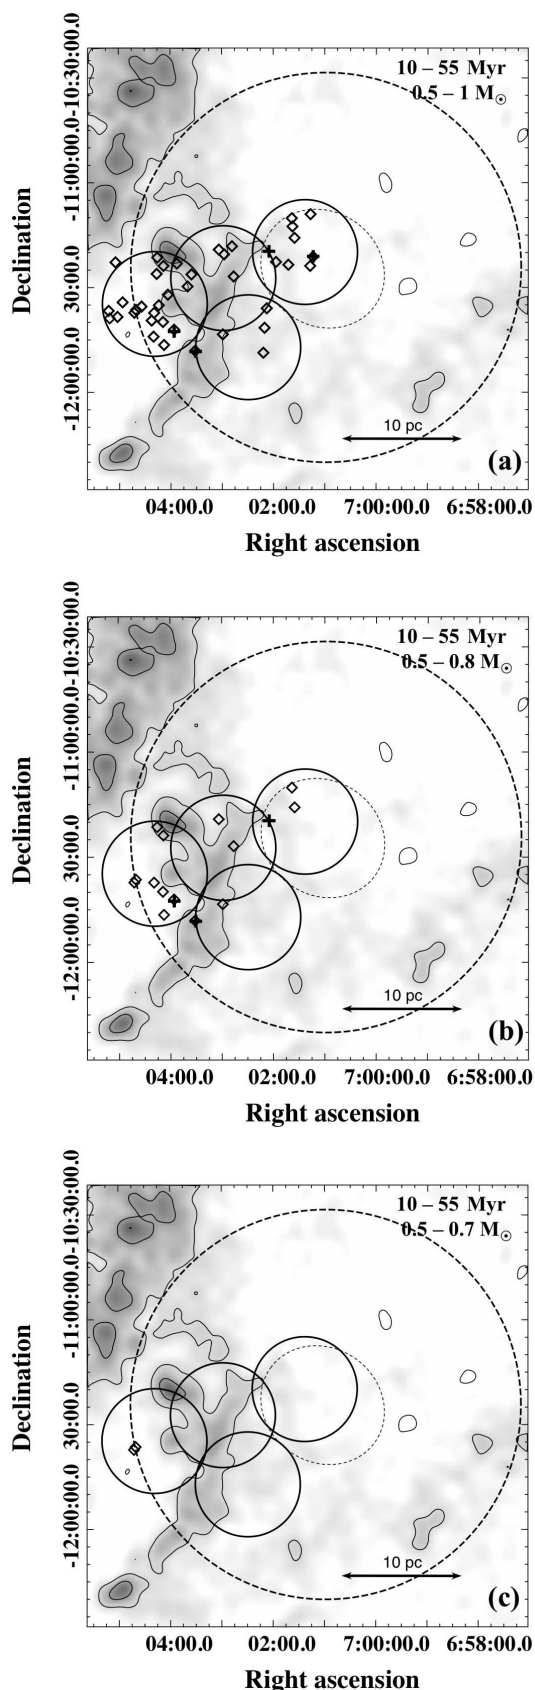 10 – 55 Myr
0.5 – 1 M⊙
-10:30:00.0
-11:00:00.0
30:00.0
-12:00:00.0
Declination
10 pc
(a)
04:00.0 02:00.0 7:00:00.0 6:58:00.0
Right ascension
10 – 55 Myr
0.5 – 0.8 M⊙
-10:30:00.0
-11:00:00.0
30:00.0
-12:00:00.0
Declination
10 pc
(b)
04:00.0 02:00.0 7:00:00.0 6:58:00.0
Right ascension
10 – 55 Myr
0.5 – 0.7 M⊙
-10:30:00.0
-11:00:00.0
30:00.0
-12:00:00.0
Declination
10 pc
(c)
04:00.0 02:00.0 7:00:00.0 6:58:00.0
Right ascension